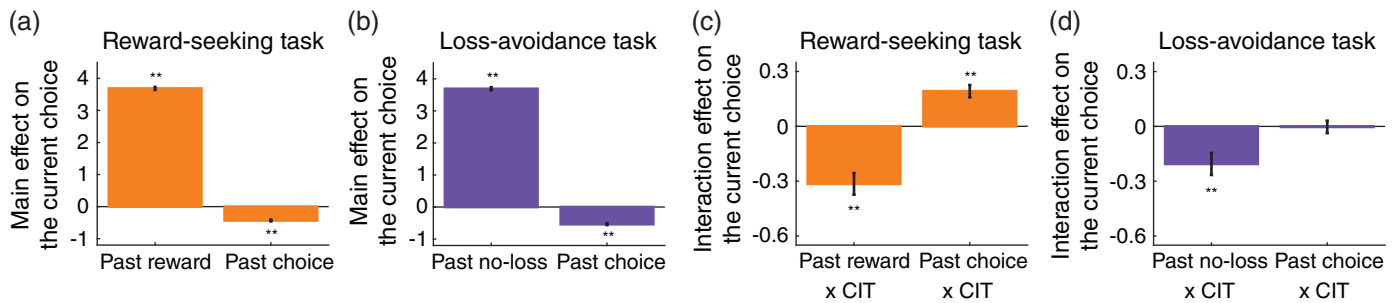 (a)
Reward-seeking task
Main effect on
the current choice
4
3
2
1
0
-1
**
**
Past reward
Past choice
(b)
Loss-avoidance task
Main effect on
the current choice
4
3
2
1
0
-1
**
**
Past no-loss
Past choice
(c)
Reward-seeking task
Interaction effect on
the current choice
0.3
0
-0.3
-0.6
**
**
Past reward
x CIT
Past choice
x CIT
(d)
Loss-avoidance task
Interaction effect on
the current choice
0.3
0
-0.3
-0.6
**
Past no-loss
x CIT
Past choice
x CIT